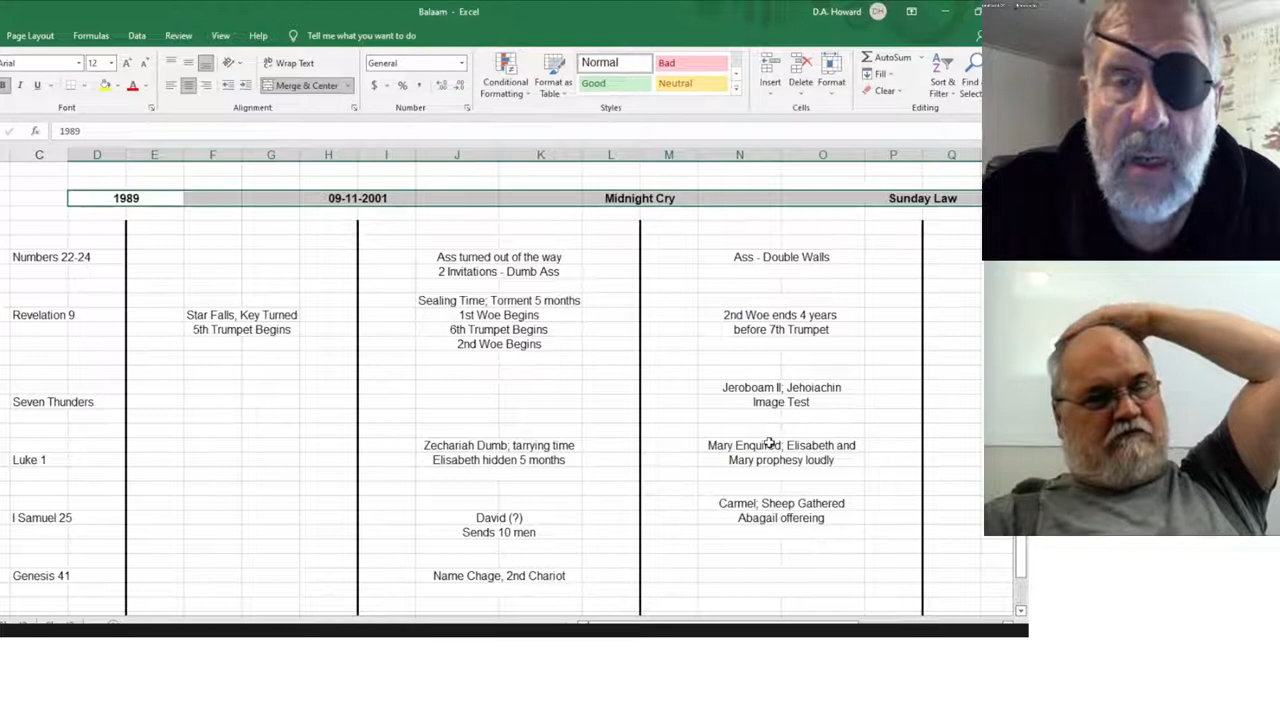 Balaam - Excel
D.A. Howard DH
Page Layout Formulas Data Review View Help Tell me what you want to do
Arial 12 A A Wrap Text General Conditional Formatting Format as Table Normal Bad Insert Delete Format AutoSum Sort &
B I U A Merge & Center $ % Good Neutral Fill
Clear
Font Alignment Number Styles Cells Editing
fx 1989
C D E F G H I J K L M N O P Q
1989 09-11-2001 Midnight Cry Sunday Law
Numbers 22-24
Ass turned out of the way
2 Invitations - Dumb Ass
Ass - Double Walls
Revelation 9
Star Falls, Key Turned
5th Trumpet Begins
Sealing Time; Torment 5 months
1st Woe Begins
6th Trumpet Begins
2nd Woe Begins
2nd Woe ends 4 years
before 7th Trumpet
Seven Thunders
Jeroboam II; Jehoiachin
Image Test
Luke 1
Zechariah Dumb; tarrying time
Elisabeth hidden 5 months
Mary Enquired; Elisabeth and
Mary prophesy loudly
I Samuel 25
David (?)
Sends 10 men
Carmel; Sheep Gathered
Abagail offereing
Genesis 41
Name Chage, 2nd Chariot